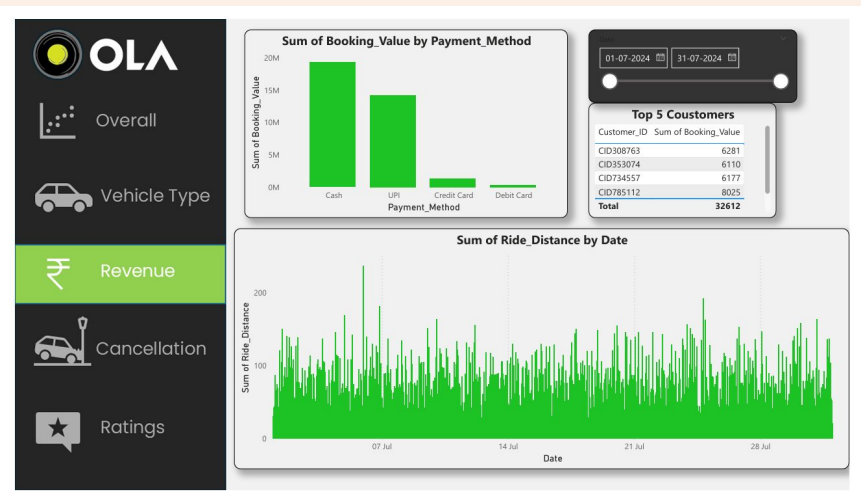 OLA
Overall
Vehicle Type
Revenue
Cancellation
Ratings
Sum of Booking_Value by Payment_Method
Sum of Booking_Value
20M
15M
10M
5M
0M
Cash UPI Credit Card Debit Card
Payment_Method
01-07-2024 31-07-2024
Top 5 Coustomers
Customer_ID Sum of Booking_Value
CID308763 6281
CID353074 6110
CID734557 6177
CID785112 8025
Total 32612
Sum of Ride_Distance by Date
Sum of Ride_Distance
200
100
0
07 Jul 14 Jul 21 Jul 28 Jul
Date